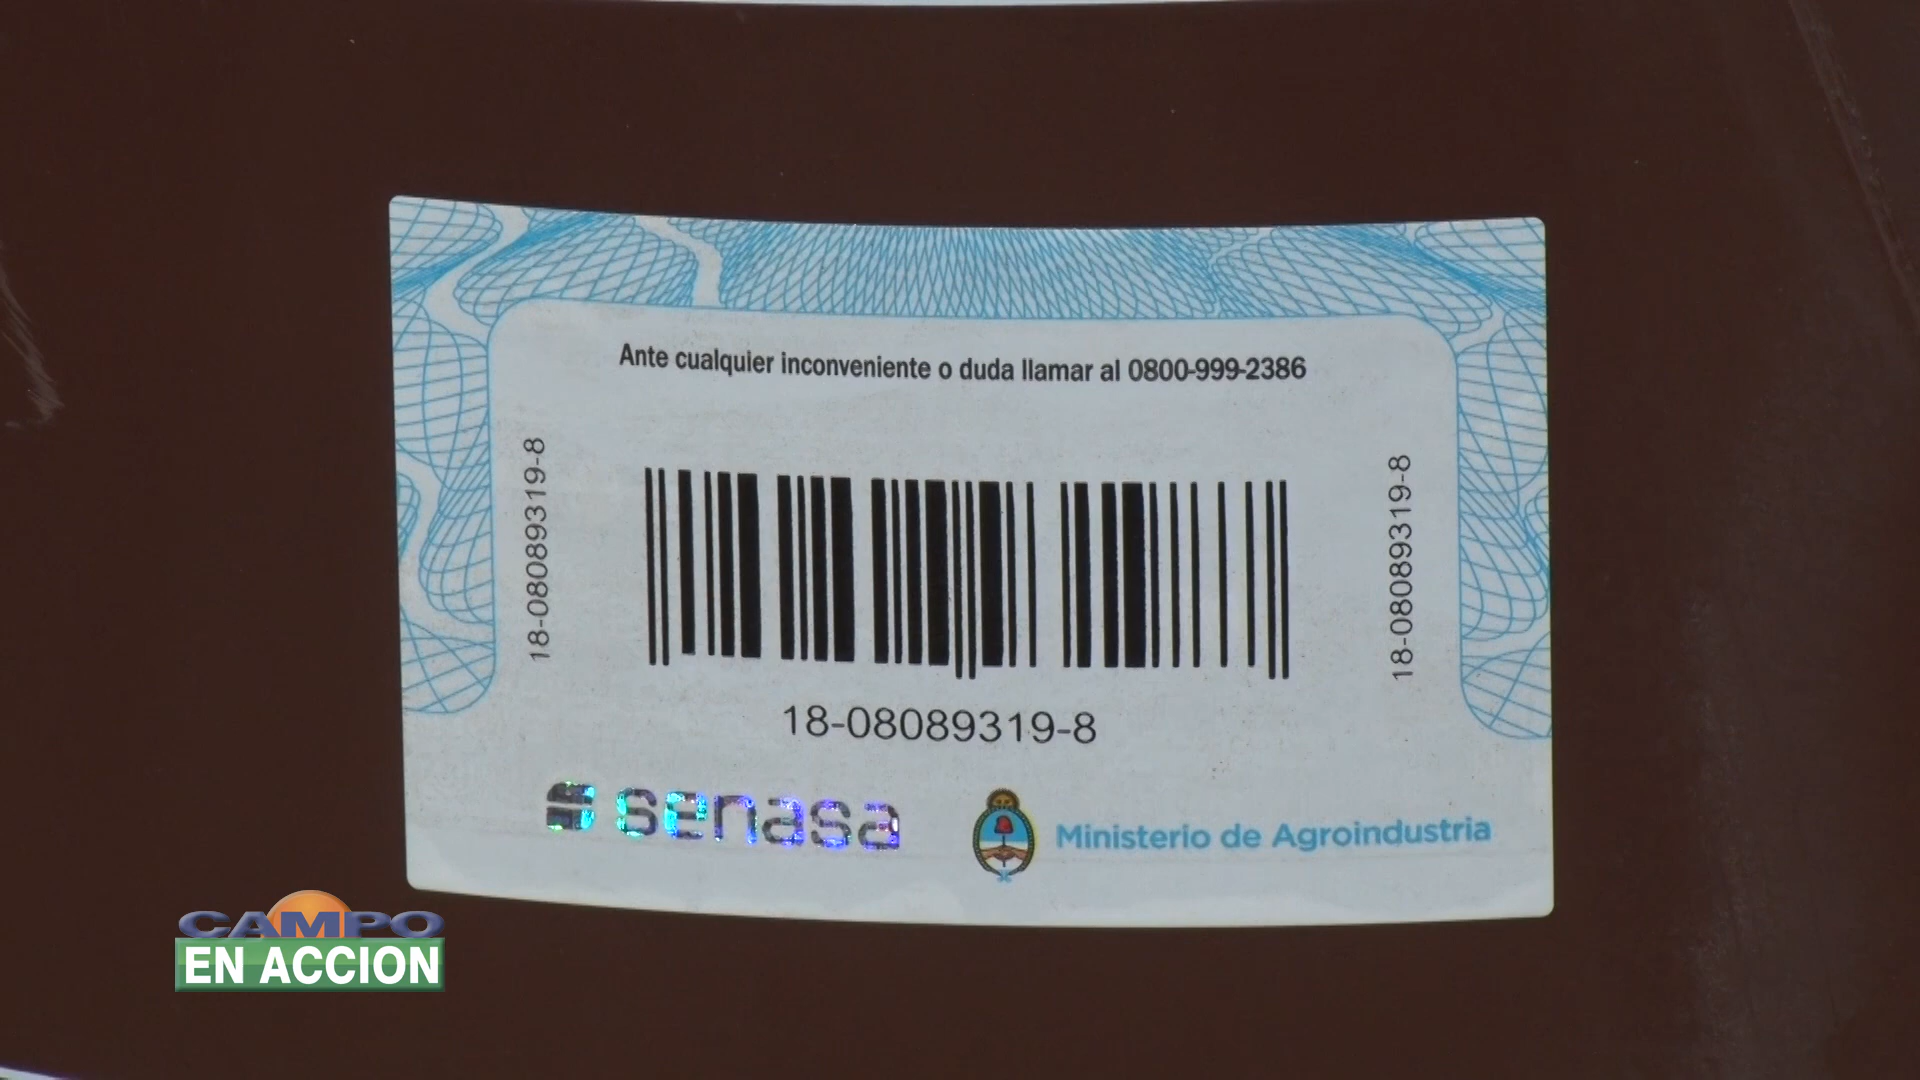 Ante cualquier inconveniente o duda llamar al 0800-999-2386
18-08089319-8
18-08089319-8
18-08089319-8
senasa
Ministerio de Agroindustria
CAMPO
EN ACCION